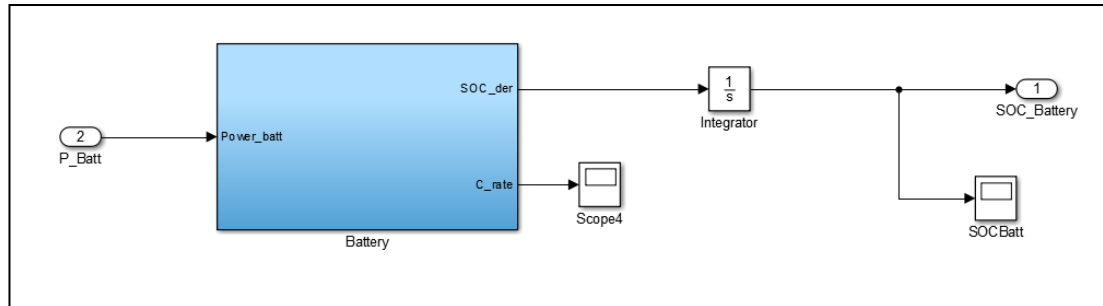 SOC_der
1
s
1
Integrator
SOC_Battery
2
Power_batt
P_Batt
C_rate
Scope4
SOCBatt
Battery